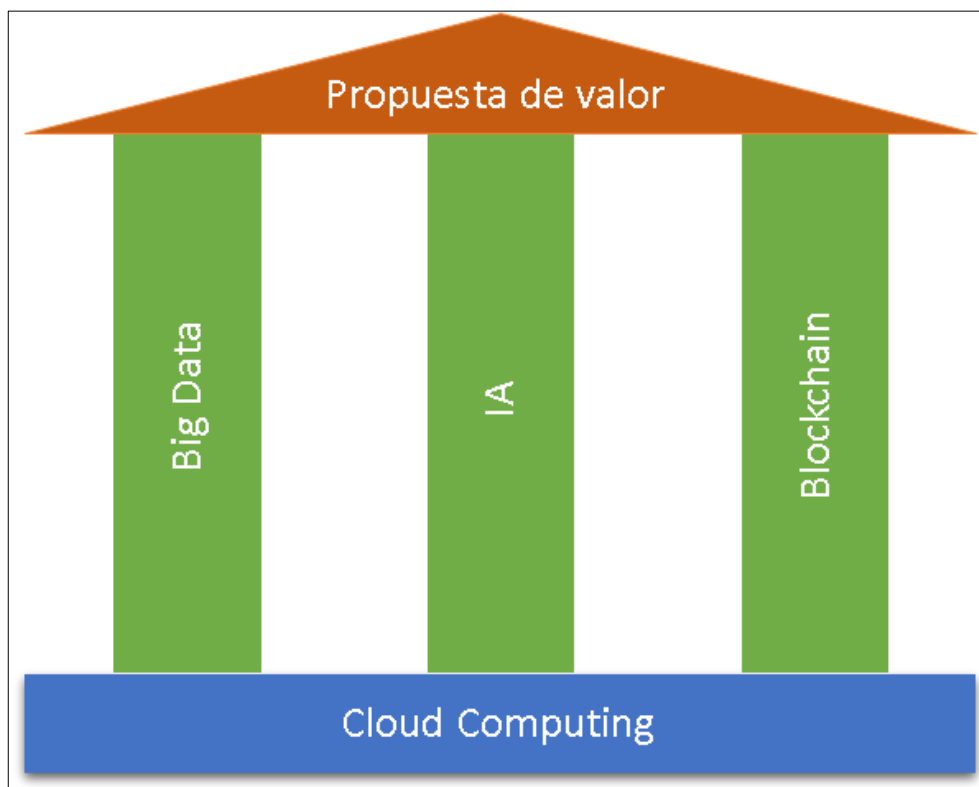 Propuesta de valor
Big Data
IA
Blockchain
Cloud Computing